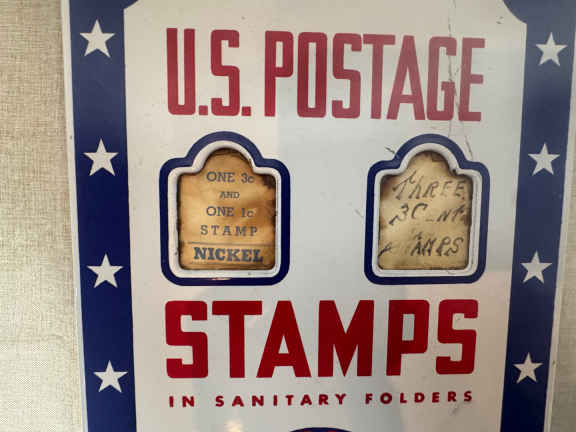 U.S. POSTAGE
ONE 3c
AND
ONE 1c
STAMP
NICKEL
THREE
3 CENT
STAMPS
STAMPS
IN SANITARY FOLDERS